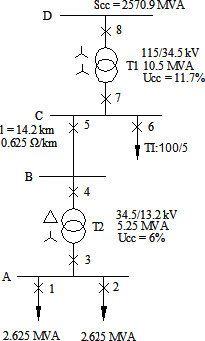 D Scc = 2570.9 MVA
8
115/34.5 kV
T1 10.5 MVA
Ucc = 11.7%
7
C
l = 14.2 km 5 6
0.625 Ω/km
TI:100/5
B
4
34.5/13.2 kV
T2 5.25 MVA
Ucc = 6%
3
A
1 2
2.625 MVA 2.625 MVA